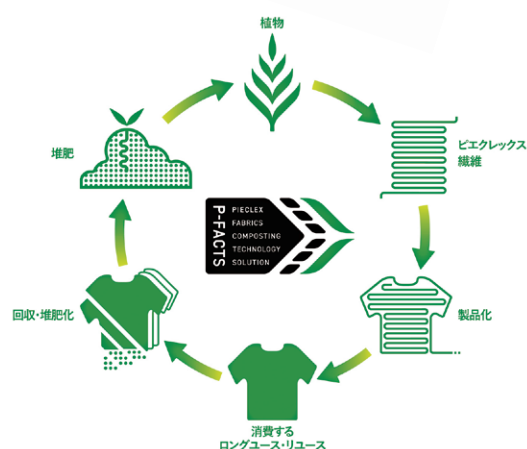 植物
ピエクレックス
繊維
製品化
消費する
ロングユース・リユース
回収・堆肥化
堆肥
P-FACTS
PIECLEX
FABRICS
COMPOSTING
TECHNOLOGY
SOLUTION